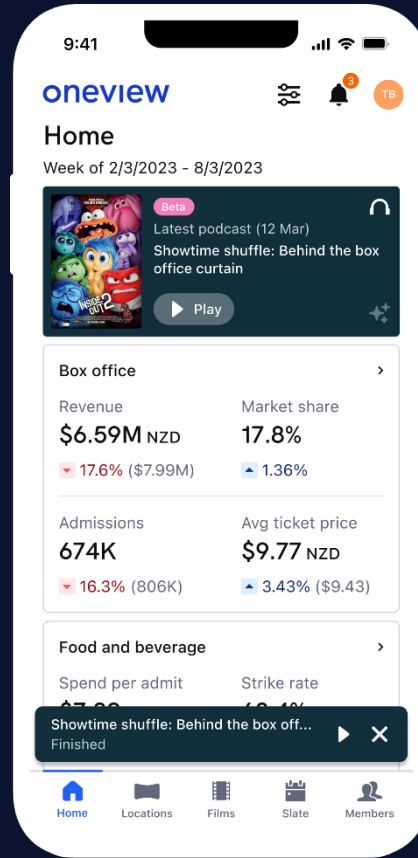 9:41
oneview
3
TB
Home
Week of 2/3/2023 - 8/3/2023
Beta
Latest podcast (12 Mar)
Showtime shuffle: Behind the box
office curtain
Play
INSIDE
OUT 2
Box office
Revenue
Market share
$6.59M NZD
17.8%
17.6% ($7.99M)
1.36%
Admissions
Avg ticket price
674K
$9.77 NZD
16.3% (806K)
3.43% ($9.43)
Food and beverage
Spend per admit
Strike rate
Showtime shuffle: Behind the box off...
Finished
Home
Locations
Films
Slate
Members